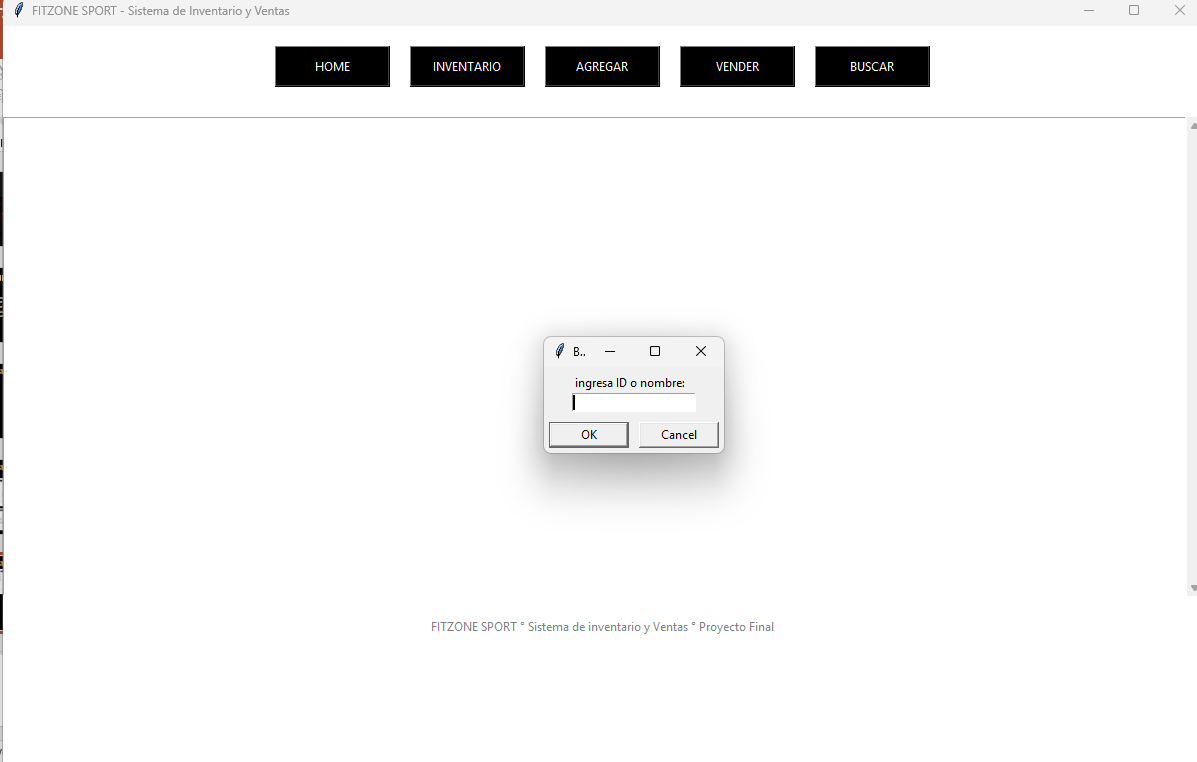 FITZONE SPORT - Sistema de Inventario y Ventas
HOME INVENTARIO AGREGAR VENDER BUSCAR
B..
ingresa ID o nombre:
OK Cancel
FITZONE SPORT ° Sistema de inventario y Ventas ° Proyecto Final